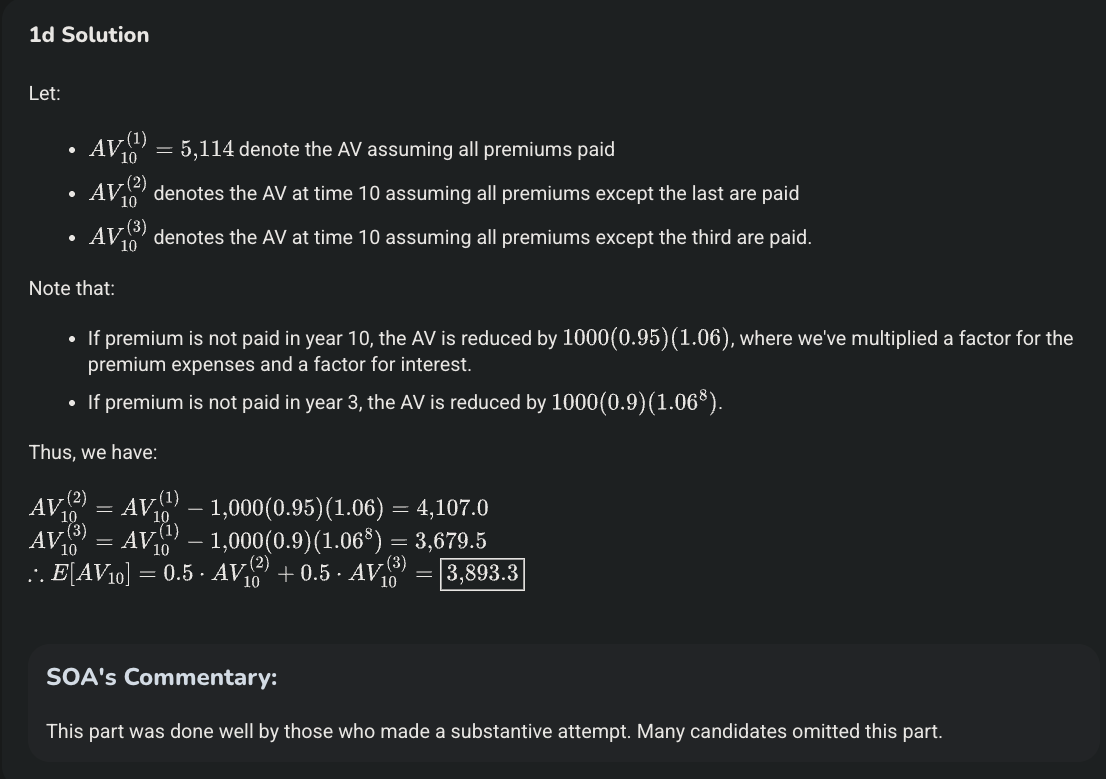 1d Solution
Let:
• $AV_{10}^{(1)} = 5{,}114$ denote the AV assuming all premiums paid
• $AV_{10}^{(2)}$ denotes the AV at time 10 assuming all premiums except the last are paid
• $AV_{10}^{(3)}$ denotes the AV at time 10 assuming all premiums except the third are paid.
Note that:
• If premium is not paid in year 10, the AV is reduced by $1000(0.95)(1.06)$, where we've multiplied a factor for the
premium expenses and a factor for interest.
• If premium is not paid in year 3, the AV is reduced by $1000(0.9)(1.06^8)$.
Thus, we have:
$AV_{10}^{(2)} = AV_{10}^{(1)} - 1{,}000(0.95)(1.06) = 4{,}107.0$
$AV_{10}^{(3)} = AV_{10}^{(1)} - 1{,}000(0.9)(1.06^8) = 3{,}679.5$
$\therefore E[AV_{10}] = 0.5 \cdot AV_{10}^{(2)} + 0.5 \cdot AV_{10}^{(3)} = \boxed{3{,}893.3}$
SOA's Commentary:
This part was done well by those who made a substantive attempt. Many candidates omitted this part.